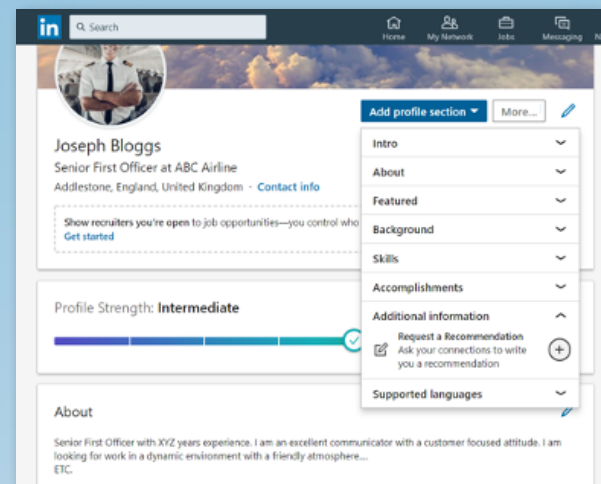 in
Search
Home
My Network
Jobs
Messaging
N
Add profile section
More...
Joseph Bloggs
Senior First Officer at ABC Airline
Addlestone, England, United Kingdom · Contact info
Show recruiters you're open to job opportunities—you control who
Get started
Intro
About
Featured
Background
Skills
Accomplishments
Additional information
Request a Recommendation
Ask your connections to write
you a recommendation
Supported languages
Profile Strength: Intermediate
About
Senior First Officer with XYZ years experience. I am an excellent communicator with a customer focused attitude. I am
looking for work in a dynamic environment with a friendly atmosphere...
ETC.